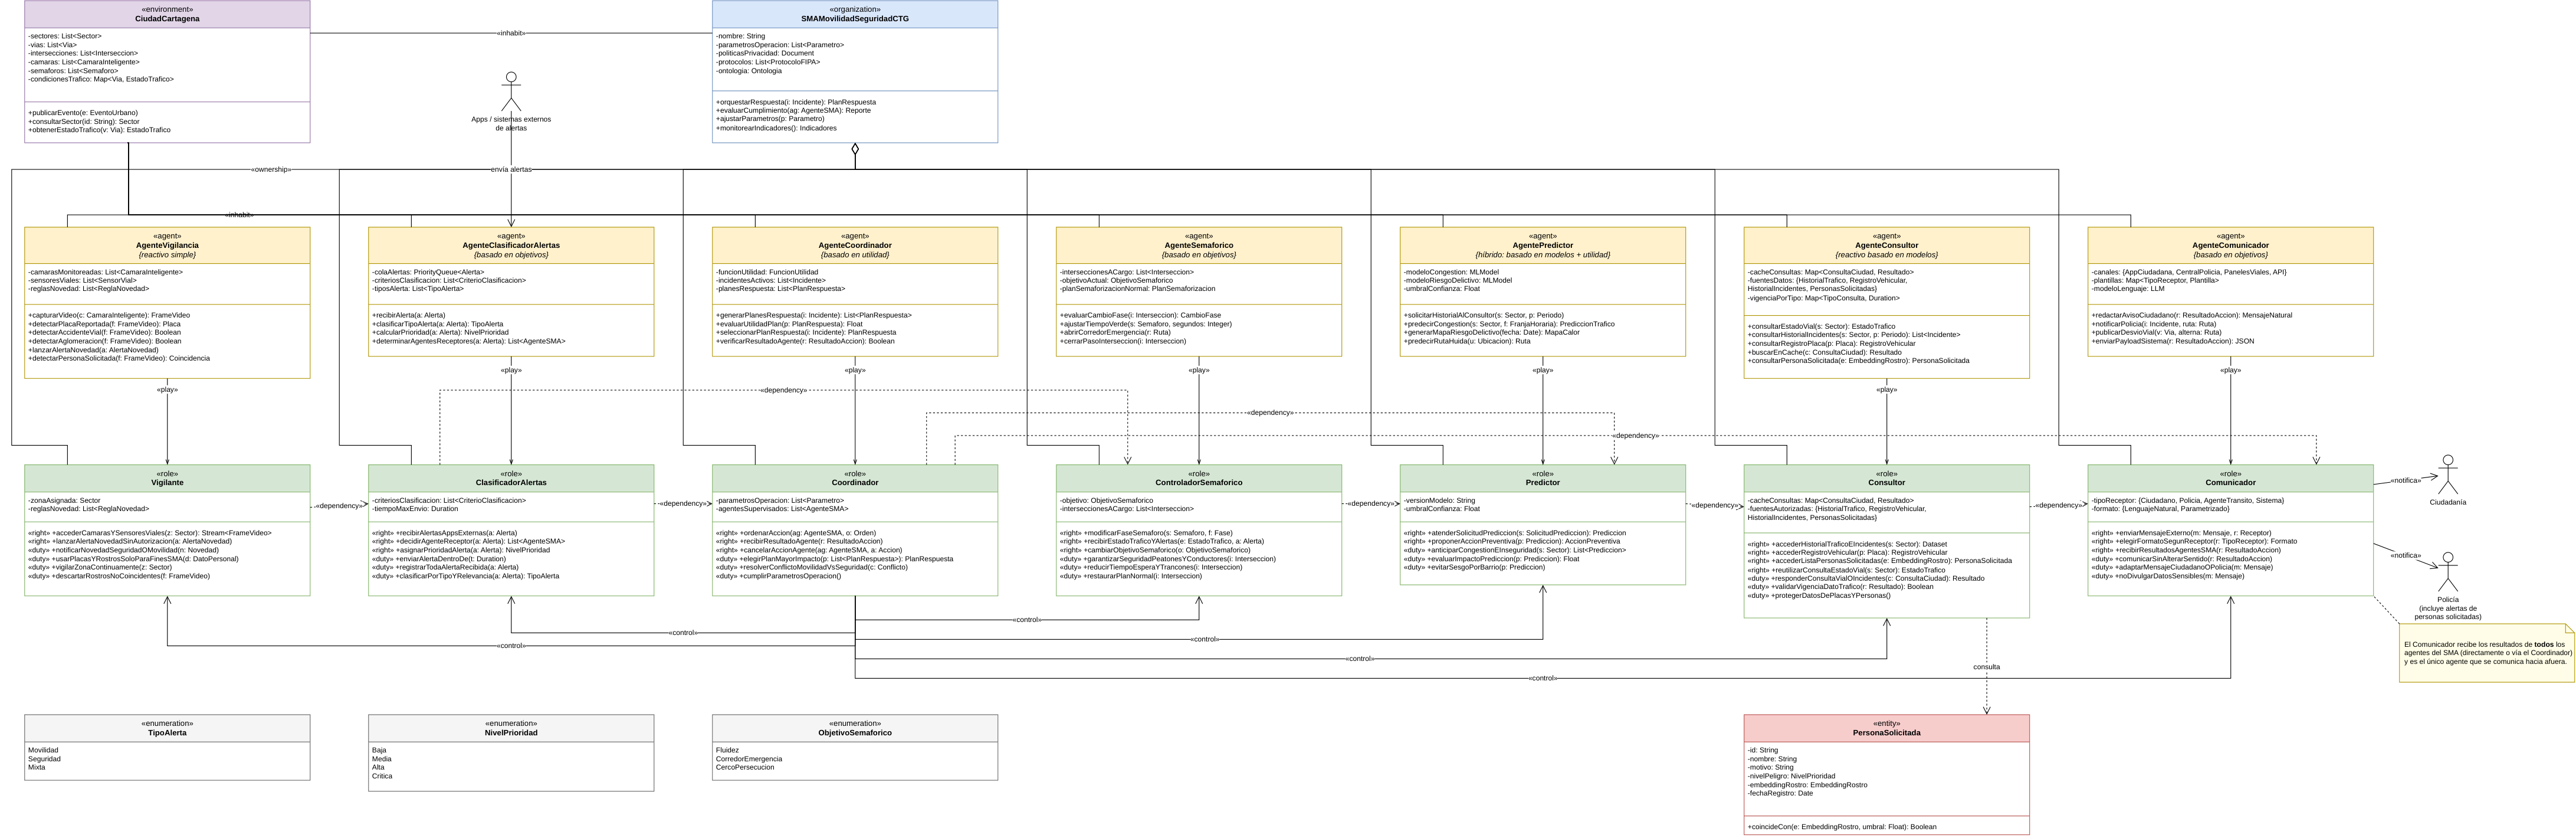 «environment»
CiudadCartagena
-sectores: List<Sector>
-vias: List<Via>
-intersecciones: List<Interseccion>
-camaras: List<CamaraInteligente>
-semaforos: List<Semaforo>
-condicionesTrafico: Map<Via, EstadoTrafico>
+publicarEvento(e: EventoUrbano)
+consultarSector(id: String): Sector
+obtenerEstadoTrafico(v: Via): EstadoTrafico
«inhabit»
Apps / sistemas externos
de alertas
«organization»
SMAMovilidadSeguridadCTG
-nombre: String
-parametrosOperacion: List<Parametro>
-politicasPrivacidad: Document
-protocolos: List<ProtocoloFIPA>
-ontologia: Ontologia
+orquestarRespuesta(i: Incidente): PlanRespuesta
+evaluarCumplimiento(ag: AgenteSMA): Reporte
+ajustarParametros(p: Parametro)
+monitorearIndicadores(): Indicadores
«ownership»
envía alertas
«inhabit»
«agent»
AgenteVigilancia
{reactivo simple}
-camarasMonitoreadas: List<CamaraInteligente>
-sensoresViales: List<SensorVial>
-reglasNovedad: List<ReglaNovedad>
+capturarVideo(c: CamaraInteligente): FrameVideo
+detectarPlacaReportada(f: FrameVideo): Placa
+detectarAccidenteVial(f: FrameVideo): Boolean
+detectarAglomeracion(f: FrameVideo): Boolean
+lanzarAlertaNovedad(a: AlertaNovedad)
+detectarPersonaSolicitada(f: FrameVideo): Coincidencia
«agent»
AgenteClasificadorAlertas
{basado en objetivos}
-colaAlertas: PriorityQueue<Alerta>
-criteriosClasificacion: List<CriterioClasificacion>
-tiposAlerta: List<TipoAlerta>
+recibirAlerta(a: Alerta)
+clasificarTipoAlerta(a: Alerta): TipoAlerta
+calcularPrioridad(a: Alerta): NivelPrioridad
+determinarAgentesReceptores(a: Alerta): List<AgenteSMA>
«agent»
AgenteCoordinador
{basado en utilidad}
-funcionUtilidad: FuncionUtilidad
-incidentesActivos: List<Incidente>
-planesRespuesta: List<PlanRespuesta>
+generarPlanesRespuesta(i: Incidente): List<PlanRespuesta>
+evaluarUtilidadPlan(p: PlanRespuesta): Float
+seleccionarPlanRespuesta(i: Incidente): PlanRespuesta
+verificarResultadoAgente(r: ResultadoAccion): Boolean
«agent»
AgenteSemaforico
{basado en objetivos}
-interseccionesACargo: List<Interseccion>
-objetivoActual: ObjetivoSemaforico
-planSemaforizacionNormal: PlanSemaforizacion
+evaluarCambioFase(i: Interseccion): CambioFase
+ajustarTiempoVerde(s: Semaforo, segundos: Integer)
+abrirCorredorEmergencia(r: Ruta)
+cerrarPasoInterseccion(i: Interseccion)
«agent»
AgentePredictor
{híbrido: basado en modelos + utilidad}
-modeloCongestion: MLModel
-modeloRiesgoDelictivo: MLModel
-umbralConfianza: Float
+solicitarHistorialAlConsultor(s: Sector, p: Periodo)
+predecirCongestion(s: Sector, f: FranjaHoraria): PrediccionTrafico
+generarMapaRiesgoDelictivo(fecha: Date): MapaCalor
+predecirRutaHuida(u: Ubicacion): Ruta
«agent»
AgenteConsultor
{reactivo basado en modelos}
-cacheConsultas: Map<ConsultaCiudad, Resultado>
-fuentesDatos: {HistorialTrafico, RegistroVehicular,
HistorialIncidentes, PersonasSolicitadas}
-vigenciaPorTipo: Map<TipoConsulta, Duration>
+consultarEstadoVial(s: Sector): EstadoTrafico
+consultarHistorialIncidentes(s: Sector, p: Periodo): List<Incidente>
+consultarRegistroPlaca(p: Placa): RegistroVehicular
+buscarEnCache(c: ConsultaCiudad): Resultado
+consultarPersonaSolicitada(e: EmbeddingRostro): PersonaSolicitada
«agent»
AgenteComunicador
{basado en objetivos}
-canales: {AppCiudadana, CentralPolicia, PanelesViales, API}
-plantillas: Map<TipoReceptor, Plantilla>
-modeloLenguaje: LLM
+redactarAvisoCiudadano(r: ResultadoAccion): MensajeNatural
+notificarPolicia(i: Incidente, ruta: Ruta)
+publicarDesvioVial(v: Via, alterna: Ruta)
+enviarPayloadSistema(r: ResultadoAccion): JSON
«play»
«play»
«play»
«play»
«play»
«play»
«play»
«dependency»
«dependency»
«dependency»
«role»
Vigilante
-zonaAsignada: Sector
-reglasNovedad: List<ReglaNovedad>
«right» +accederCamarasYSensoresViales(z: Sector): Stream<FrameVideo>
«right» +lanzarAlertaNovedadSinAutorizacion(a: AlertaNovedad)
«duty» +notificarNovedadSeguridadOMovilidad(n: Novedad)
«duty» +usarPlacasYRostrosSoloParaFinesSMA(d: DatoPersonal)
«duty» +vigilarZonaContinuamente(z: Sector)
«duty» +descartarRostrosNoCoincidentes(f: FrameVideo)
«dependency»
«role»
ClasificadorAlertas
-criteriosClasificacion: List<CriterioClasificacion>
-tiempoMaxEnvio: Duration
«right» +recibirAlertasAppsExternas(a: Alerta)
«right» +decidirAgenteReceptor(a: Alerta): List<AgenteSMA>
«right» +asignarPrioridadAlerta(a: Alerta): NivelPrioridad
«duty» +registrarTodaAlertaRecibida(a: Alerta)
«duty» +enviarAlertaDentroDe(t: Duration)
«duty» +clasificarPorTipoYRelevancia(a: Alerta): TipoAlerta
«dependency»
«role»
Coordinador
-parametrosOperacion: List<Parametro>
-agentesSupervisados: List<AgenteSMA>
«right» +ordenarAccion(ag: AgenteSMA, o: Orden)
«right» +recibirResultadoAgente(r: ResultadoAccion)
«right» +cancelarAccionAgente(ag: AgenteSMA, a: Accion)
«duty» +elegirPlanMayorImpacto(p: List<PlanRespuesta>): PlanRespuesta
«duty» +resolverConflictoMovilidadVsSeguridad(c: Conflicto)
«duty» +cumplirParametrosOperacion()
«role»
ControladorSemaforico
-objetivo: ObjetivoSemaforico
-interseccionesACargo: List<Interseccion>
«right» +modificarFaseSemaforo(s: Semaforo, f: Fase)
«right» +recibirEstadoTraficoYAlertas(e: EstadoTrafico, a: Alerta)
«right» +cambiarObjetivoSemaforico(o: ObjetivoSemaforico)
«duty» +garantizarSeguridadPeatonesYConductores(i: Interseccion)
«duty» +reducirTiempoEsperaYTrancones(i: Interseccion)
«duty» +restaurarPlanNormal(i: Interseccion)
«dependency»
«role»
Predictor
-versionModelo: String
-umbralConfianza: Float
«right» +atenderSolicitudPrediccion(s: SolicitudPrediccion): Prediccion
«right» +proponerAccionPreventiva(p: Prediccion): AccionPreventiva
«duty» +anticiparCongestionEInseguridad(s: Sector): List<Prediccion>
«duty» +evaluarImpactoPrediccion(p: Prediccion): Float
«duty» +evitarSesgoPorBarrio(p: Prediccion)
«dependency»
«role»
Consultor
-cacheConsultas: Map<ConsultaCiudad, Resultado>
-fuentesAutorizadas: {HistorialTrafico, RegistroVehicular,
HistorialIncidentes, PersonasSolicitadas}
«right» +accederHistorialTraficoEIncidentes(s: Sector): Dataset
«right» +accederRegistroVehicular(p: Placa): RegistroVehicular
«right» +accederListaPersonasSolicitadas(e: EmbeddingRostro): PersonaSolicitada
«right» +reutilizarConsultaEstadoVial(s: Sector): EstadoTrafico
«duty» +responderConsultaVialOIncidentes(c: ConsultaCiudad): Resultado
«duty» +validarVigenciaDatoTrafico(r: Resultado): Boolean
«duty» +protegerDatosDePlacasYPersonas()
«dependency»
«role»
Comunicador
-tipoReceptor: {Ciudadano, Policia, AgenteTransito, Sistema}
-formato: {LenguajeNatural, Parametrizado}
«right» +enviarMensajeExterno(m: Mensaje, r: Receptor)
«right» +elegirFormatoSegunReceptor(r: TipoReceptor): Formato
«right» +recibirResultadosAgentesSMA(r: ResultadoAccion)
«duty» +comunicarSinAlterarSentido(r: ResultadoAccion)
«duty» +adaptarMensajeCiudadanoOPolicia(m: Mensaje)
«duty» +noDivulgarDatosSensibles(m: Mensaje)
«notifica»
Ciudadanía
«notifica»
Policía
(incluye alertas de
personas solicitadas)
El Comunicador recibe los resultados de todos los
agentes del SMA (directamente o vía el Coordinador)
y es el único agente que se comunica hacia afuera.
«control»
«control»
«control»
«control»
«control»
«control»
consulta
«enumeration»
TipoAlerta
Movilidad
Seguridad
Mixta
«enumeration»
NivelPrioridad
Baja
Media
Alta
Critica
«enumeration»
ObjetivoSemaforico
Fluidez
CorredorEmergencia
CercoPersecucion
«entity»
PersonaSolicitada
-id: String
-nombre: String
-motivo: String
-nivelPeligro: NivelPrioridad
-embeddingRostro: EmbeddingRostro
-fechaRegistro: Date
+coincideCon(e: EmbeddingRostro, umbral: Float): Boolean